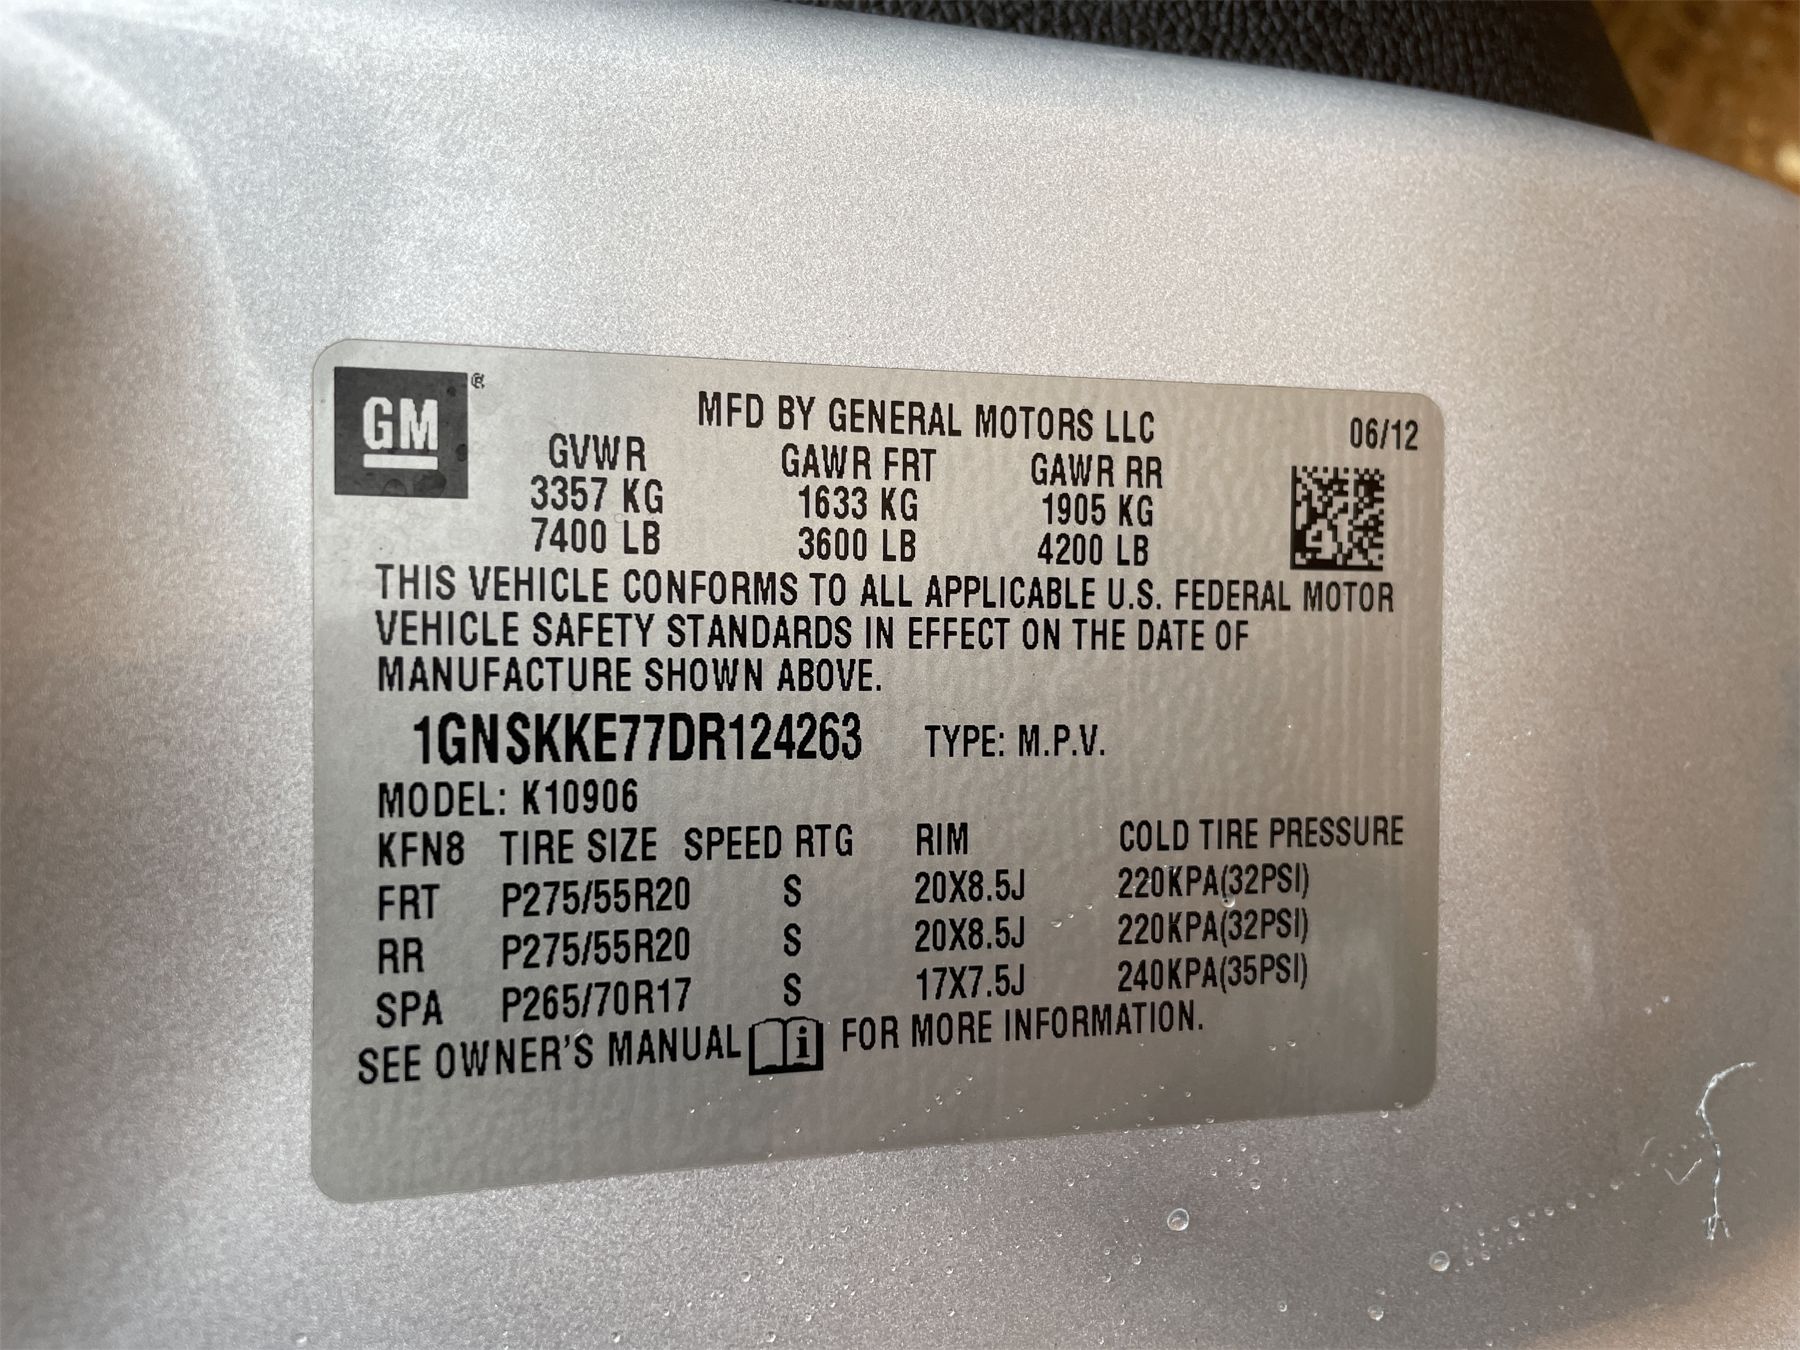 GM ®
MFD BY GENERAL MOTORS LLC 06/12
GVWR GAWR FRT GAWR RR
3357 KG 1633 KG 1905 KG
7400 LB 3600 LB 4200 LB
THIS VEHICLE CONFORMS TO ALL APPLICABLE U.S. FEDERAL MOTOR
VEHICLE SAFETY STANDARDS IN EFFECT ON THE DATE OF
MANUFACTURE SHOWN ABOVE.
1GNSKKE77DR124263 TYPE: M.P.V.
MODEL: K10906
KFN8 TIRE SIZE SPEED RTG RIM COLD TIRE PRESSURE
FRT P275/55R20 S 20X8.5J 220KPA(32PSI)
RR P275/55R20 S 20X8.5J 220KPA(32PSI)
SPA P265/70R17 S 17X7.5J 240KPA(35PSI)
SEE OWNER'S MANUAL i FOR MORE INFORMATION.